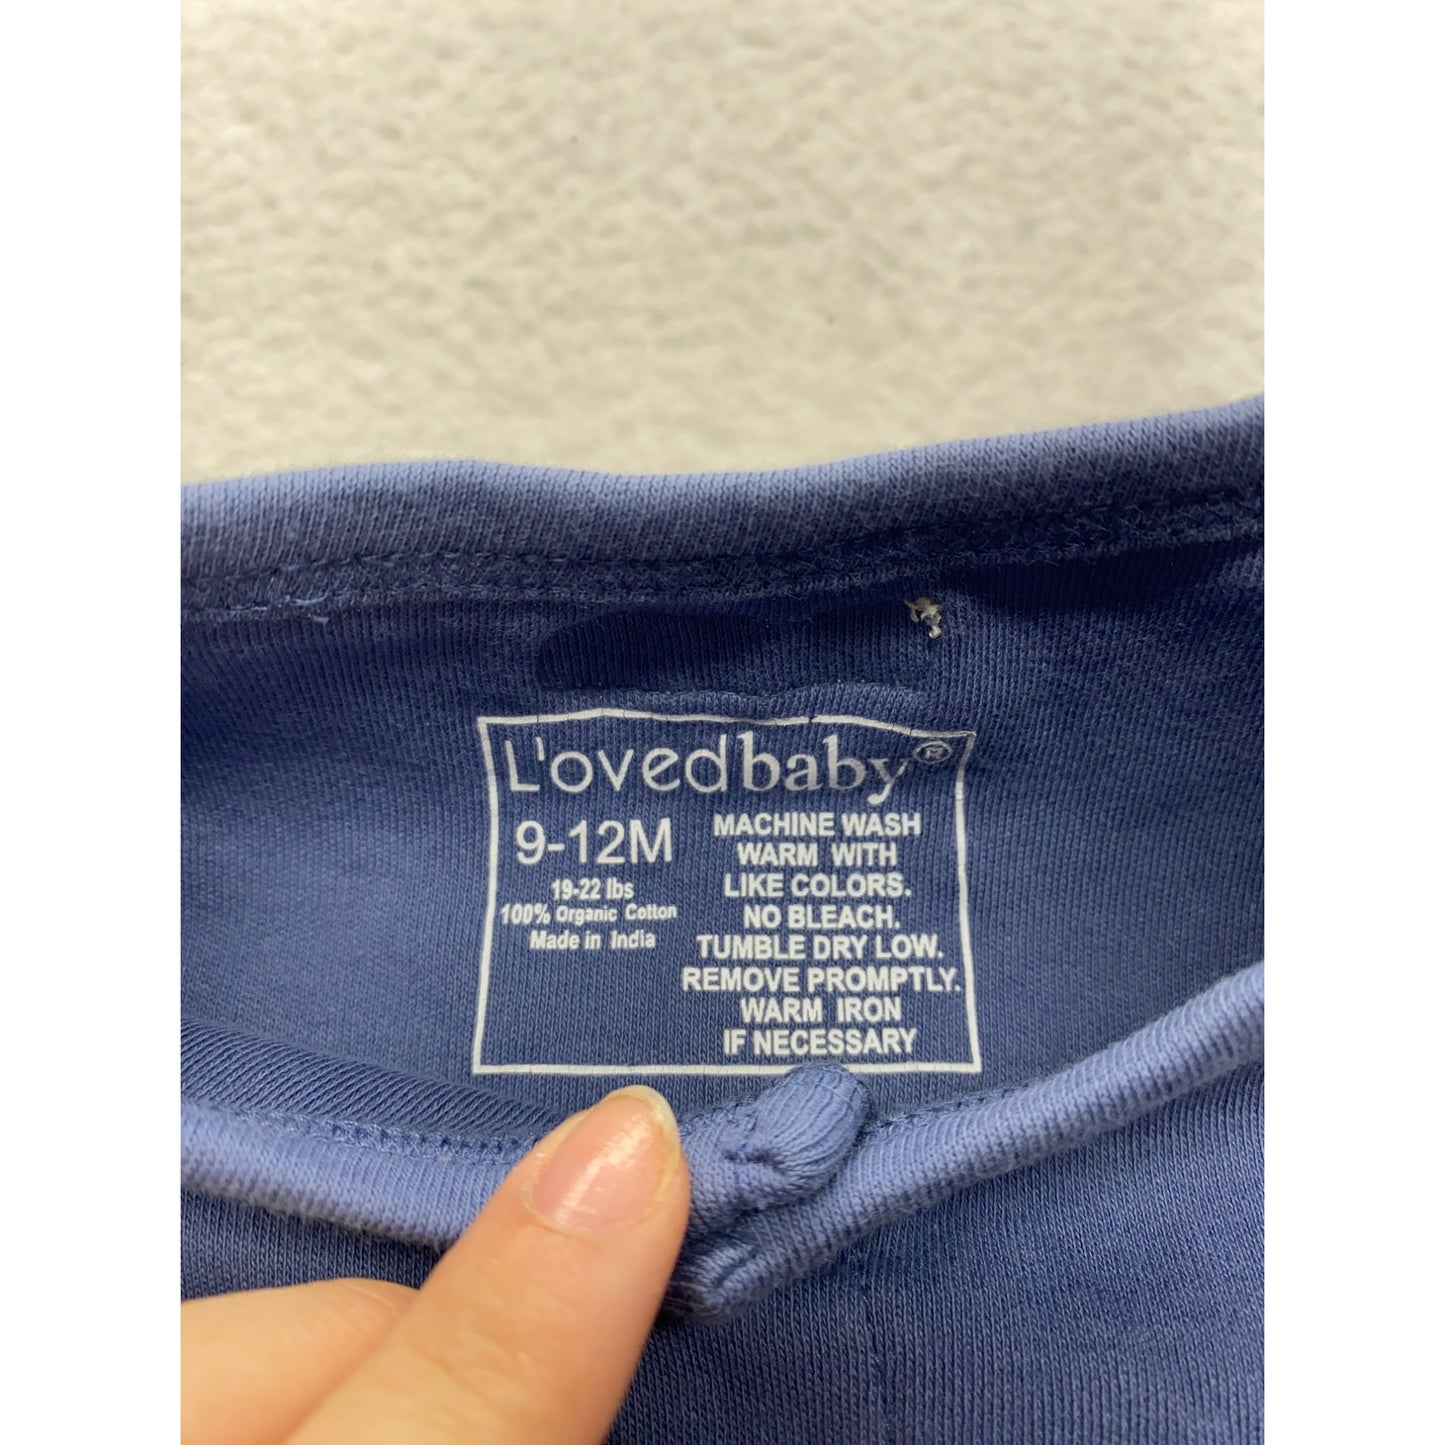 L'ovedbaby®
9-12M
19-22 lbs
100% Organic Cotton
Made in India
MACHINE WASH
WARM WITH
LIKE COLORS.
NO BLEACH.
TUMBLE DRY LOW.
REMOVE PROMPTLY.
WARM IRON
IF NECESSARY